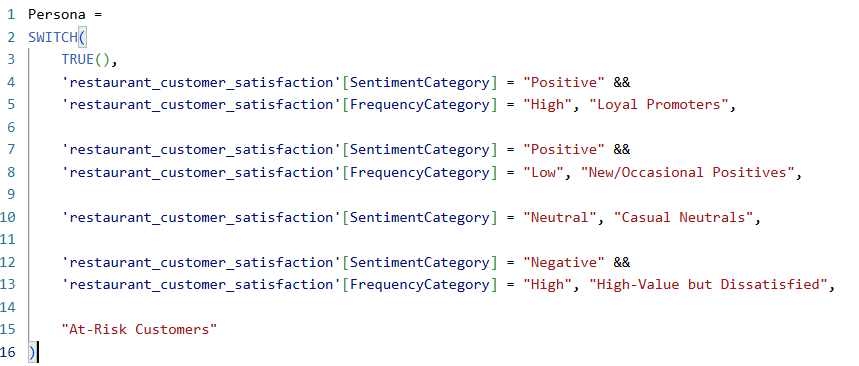 1 Persona =
2 SWITCH(
3     TRUE(),
4     'restaurant_customer_satisfaction'[SentimentCategory] = "Positive" &&
5     'restaurant_customer_satisfaction'[FrequencyCategory] = "High", "Loyal Promoters",
6
7     'restaurant_customer_satisfaction'[SentimentCategory] = "Positive" &&
8     'restaurant_customer_satisfaction'[FrequencyCategory] = "Low", "New/Occasional Positives",
9
10     'restaurant_customer_satisfaction'[SentimentCategory] = "Neutral", "Casual Neutrals",
11
12     'restaurant_customer_satisfaction'[SentimentCategory] = "Negative" &&
13     'restaurant_customer_satisfaction'[FrequencyCategory] = "High", "High-Value but Dissatisfied",
14
15     "At-Risk Customers"
16 )